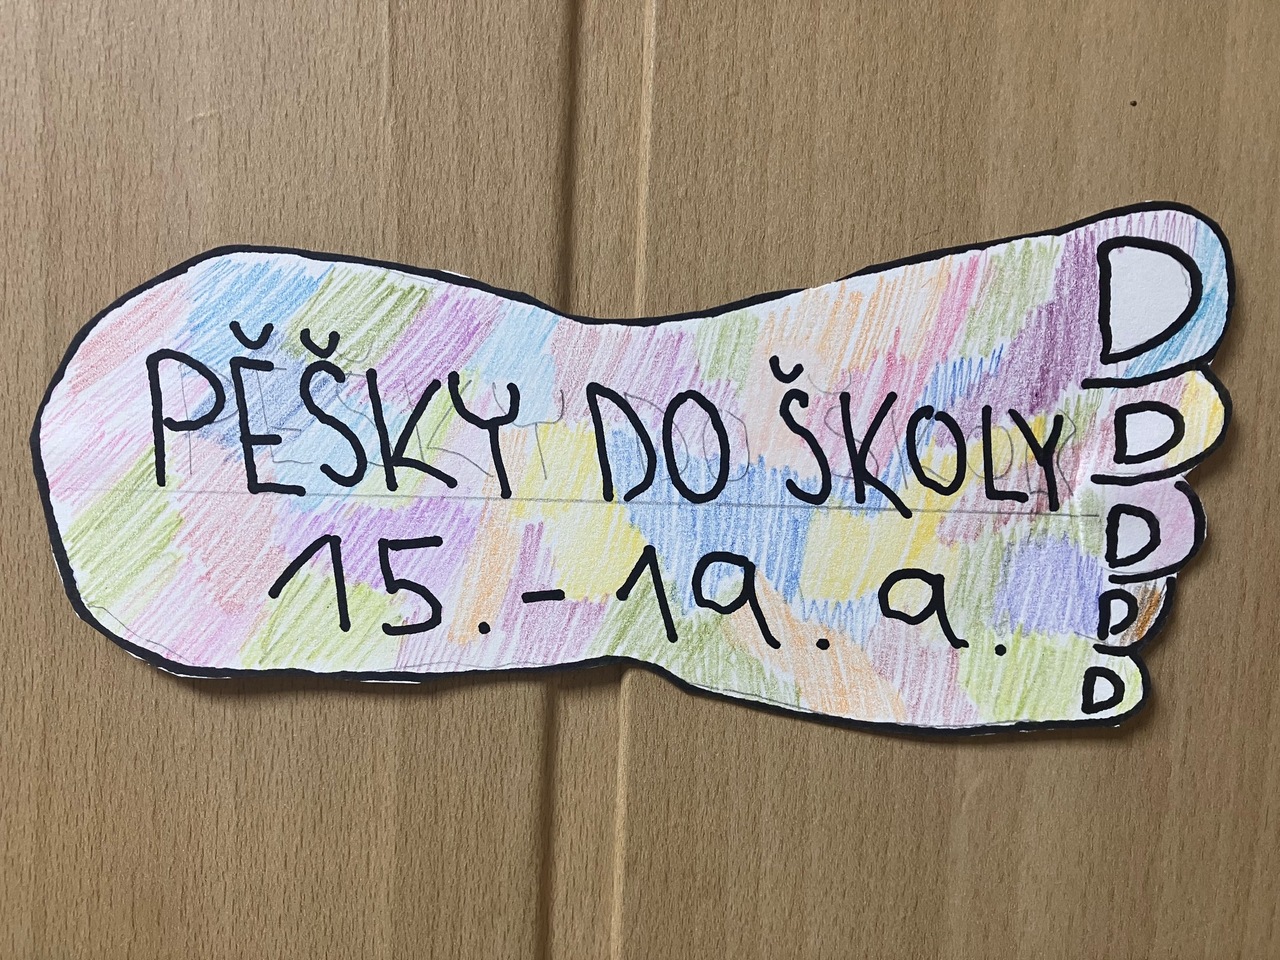 PĚŠKY DO ŠKOLY
15. - 19. 9.